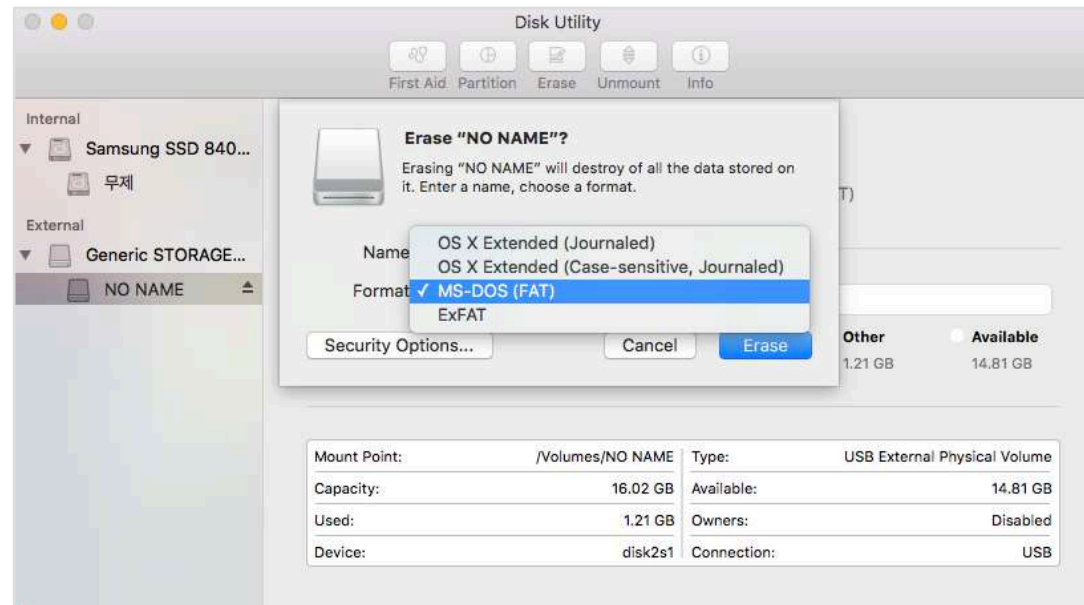 Disk Utility
First Aid Partition Erase Unmount Info
Internal
Samsung SSD 840...
무제
External
Generic STORAGE...
NO NAME
Erase “NO NAME”?
Erasing “NO NAME” will destroy of all the data stored on
it. Enter a name, choose a format.
T)
Name
OS X Extended (Journaled)
OS X Extended (Case-sensitive, Journaled)
Format ✓ MS-DOS (FAT)
ExFAT
Security Options... Cancel Erase
Other Available
1.21 GB 14.81 GB
Mount Point: /Volumes/NO NAME Type: USB External Physical Volume
Capacity: 16.02 GB Available: 14.81 GB
Used: 1.21 GB Owners: Disabled
Device: disk2s1 Connection: USB